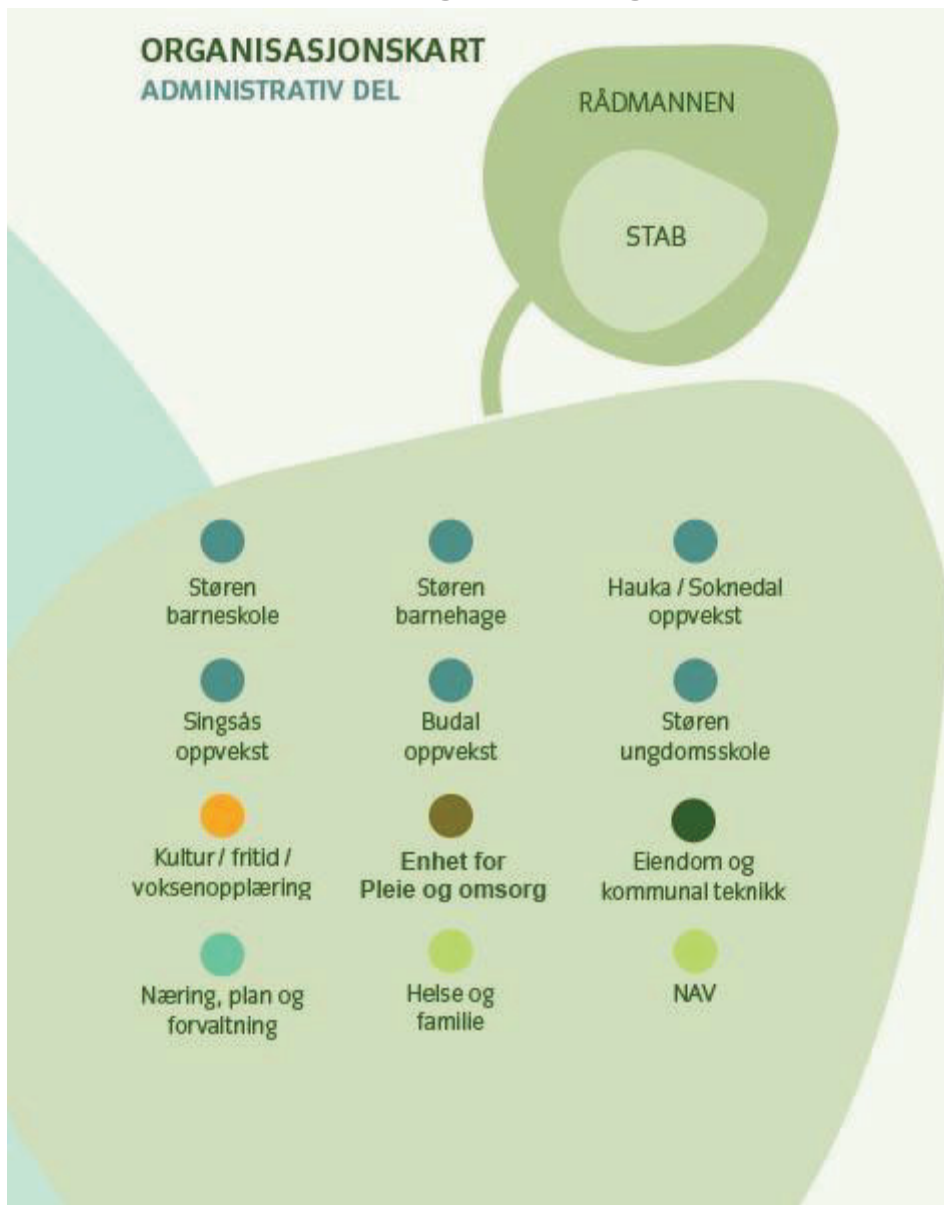 ORGANISASJONSKART
ADMINISTRATIV DEL
RÅDMANNEN
STAB
Støren
barneskole
Støren
barnehage
Hauka / Soknedal
oppvekst
Singsås
oppvekst
Budal
oppvekst
Støren
ungdomsskole
Kultur / fritid /
voksenopplæring
Enhet for
Pleie og omsorg
Eiendom og
kommunal teknikk
Næring, plan og
forvaltning
Helse og
familie
NAV